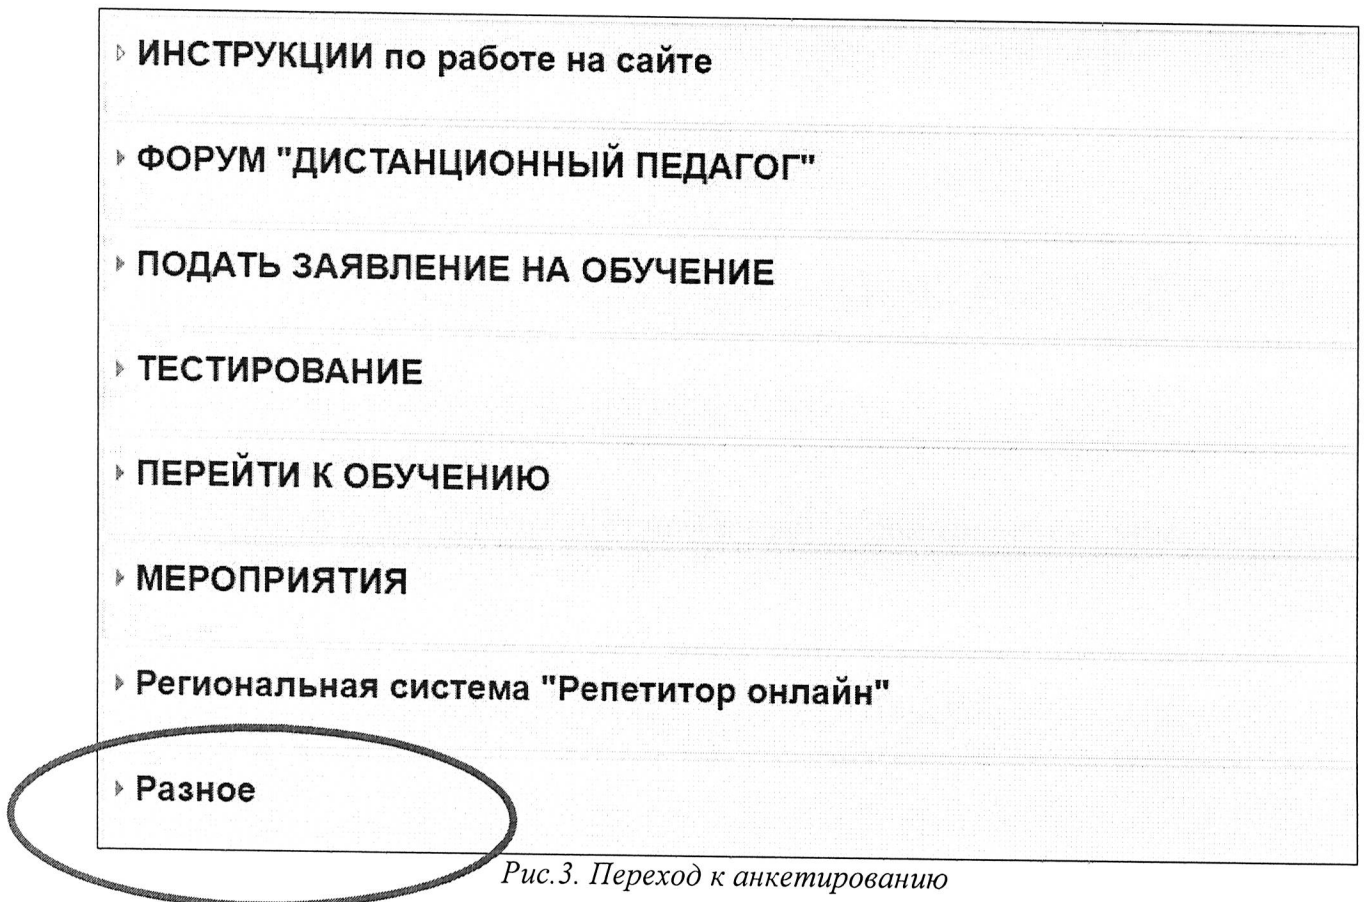 ИНСТРУКЦИИ по работе на сайте
ФОРУМ "ДИСТАНЦИОННЫЙ ПЕДАГОГ"
ПОДАТЬ ЗАЯВЛЕНИЕ НА ОБУЧЕНИЕ
ТЕСТИРОВАНИЕ
ПЕРЕЙТИ К ОБУЧЕНИЮ
МЕРОПРИЯТИЯ
Региональная система "Репетитор онлайн"
Разное
Рис.3. Переход к анкетированию